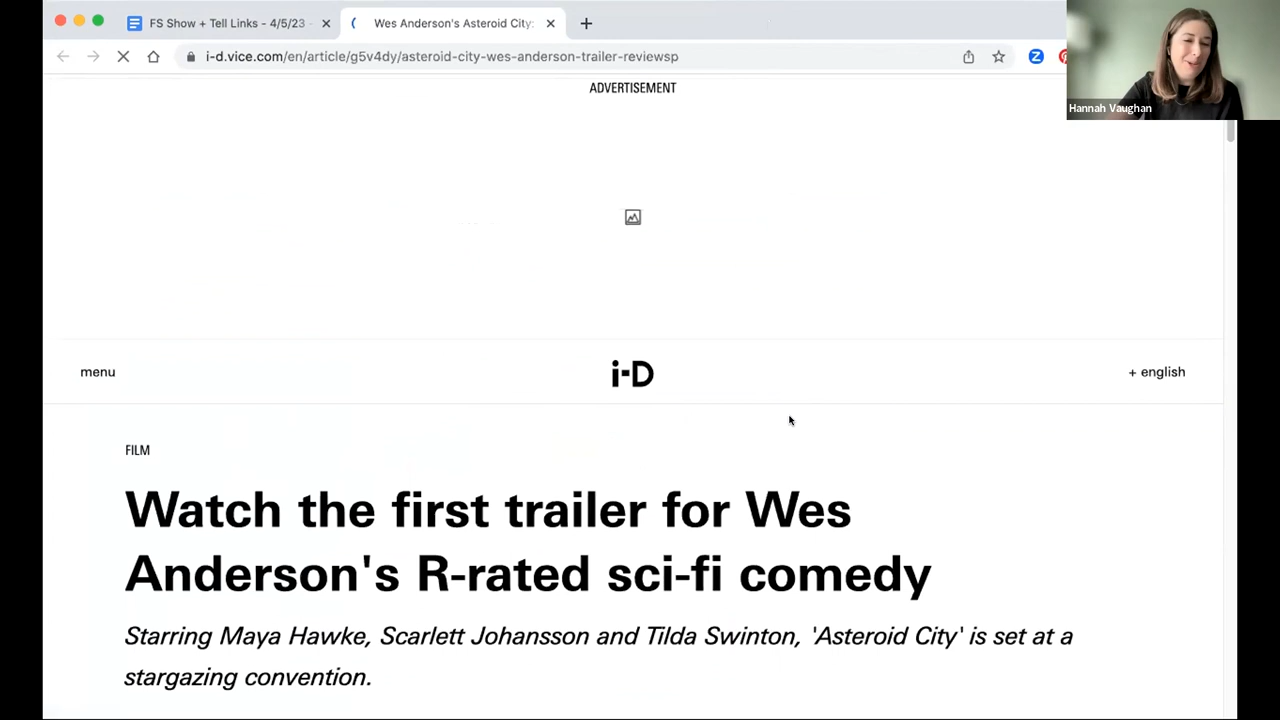 FS Show + Tell Links - 4/5/23
Wes Anderson's Asteroid City:
i-d.vice.com/en/article/g5v4dy/asteroid-city-wes-anderson-trailer-reviewsp
Hannah Vaughan
ADVERTISEMENT
menu
i-D
+ english
FILM
Watch the first trailer for Wes
Anderson's R-rated sci-fi comedy
Starring Maya Hawke, Scarlett Johansson and Tilda Swinton, 'Asteroid City' is set at a
stargazing convention.